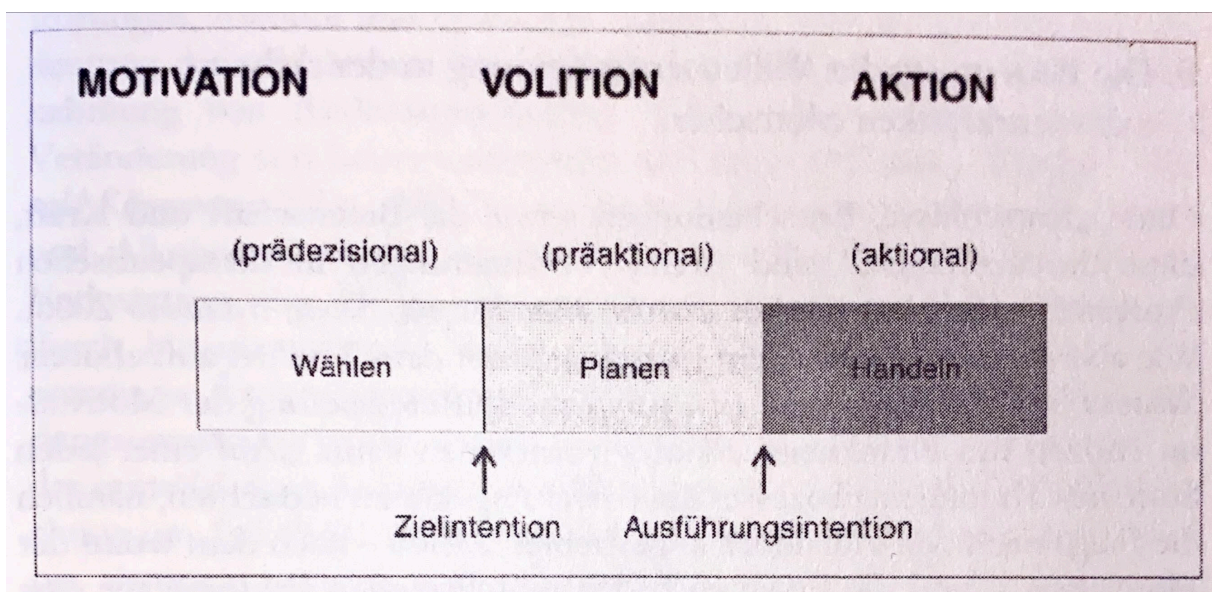 MOTIVATION VOLITION AKTION
(prädezisional) (präaktional) (aktional)
Wählen Planen Handeln
Zielintention Ausführungsintention